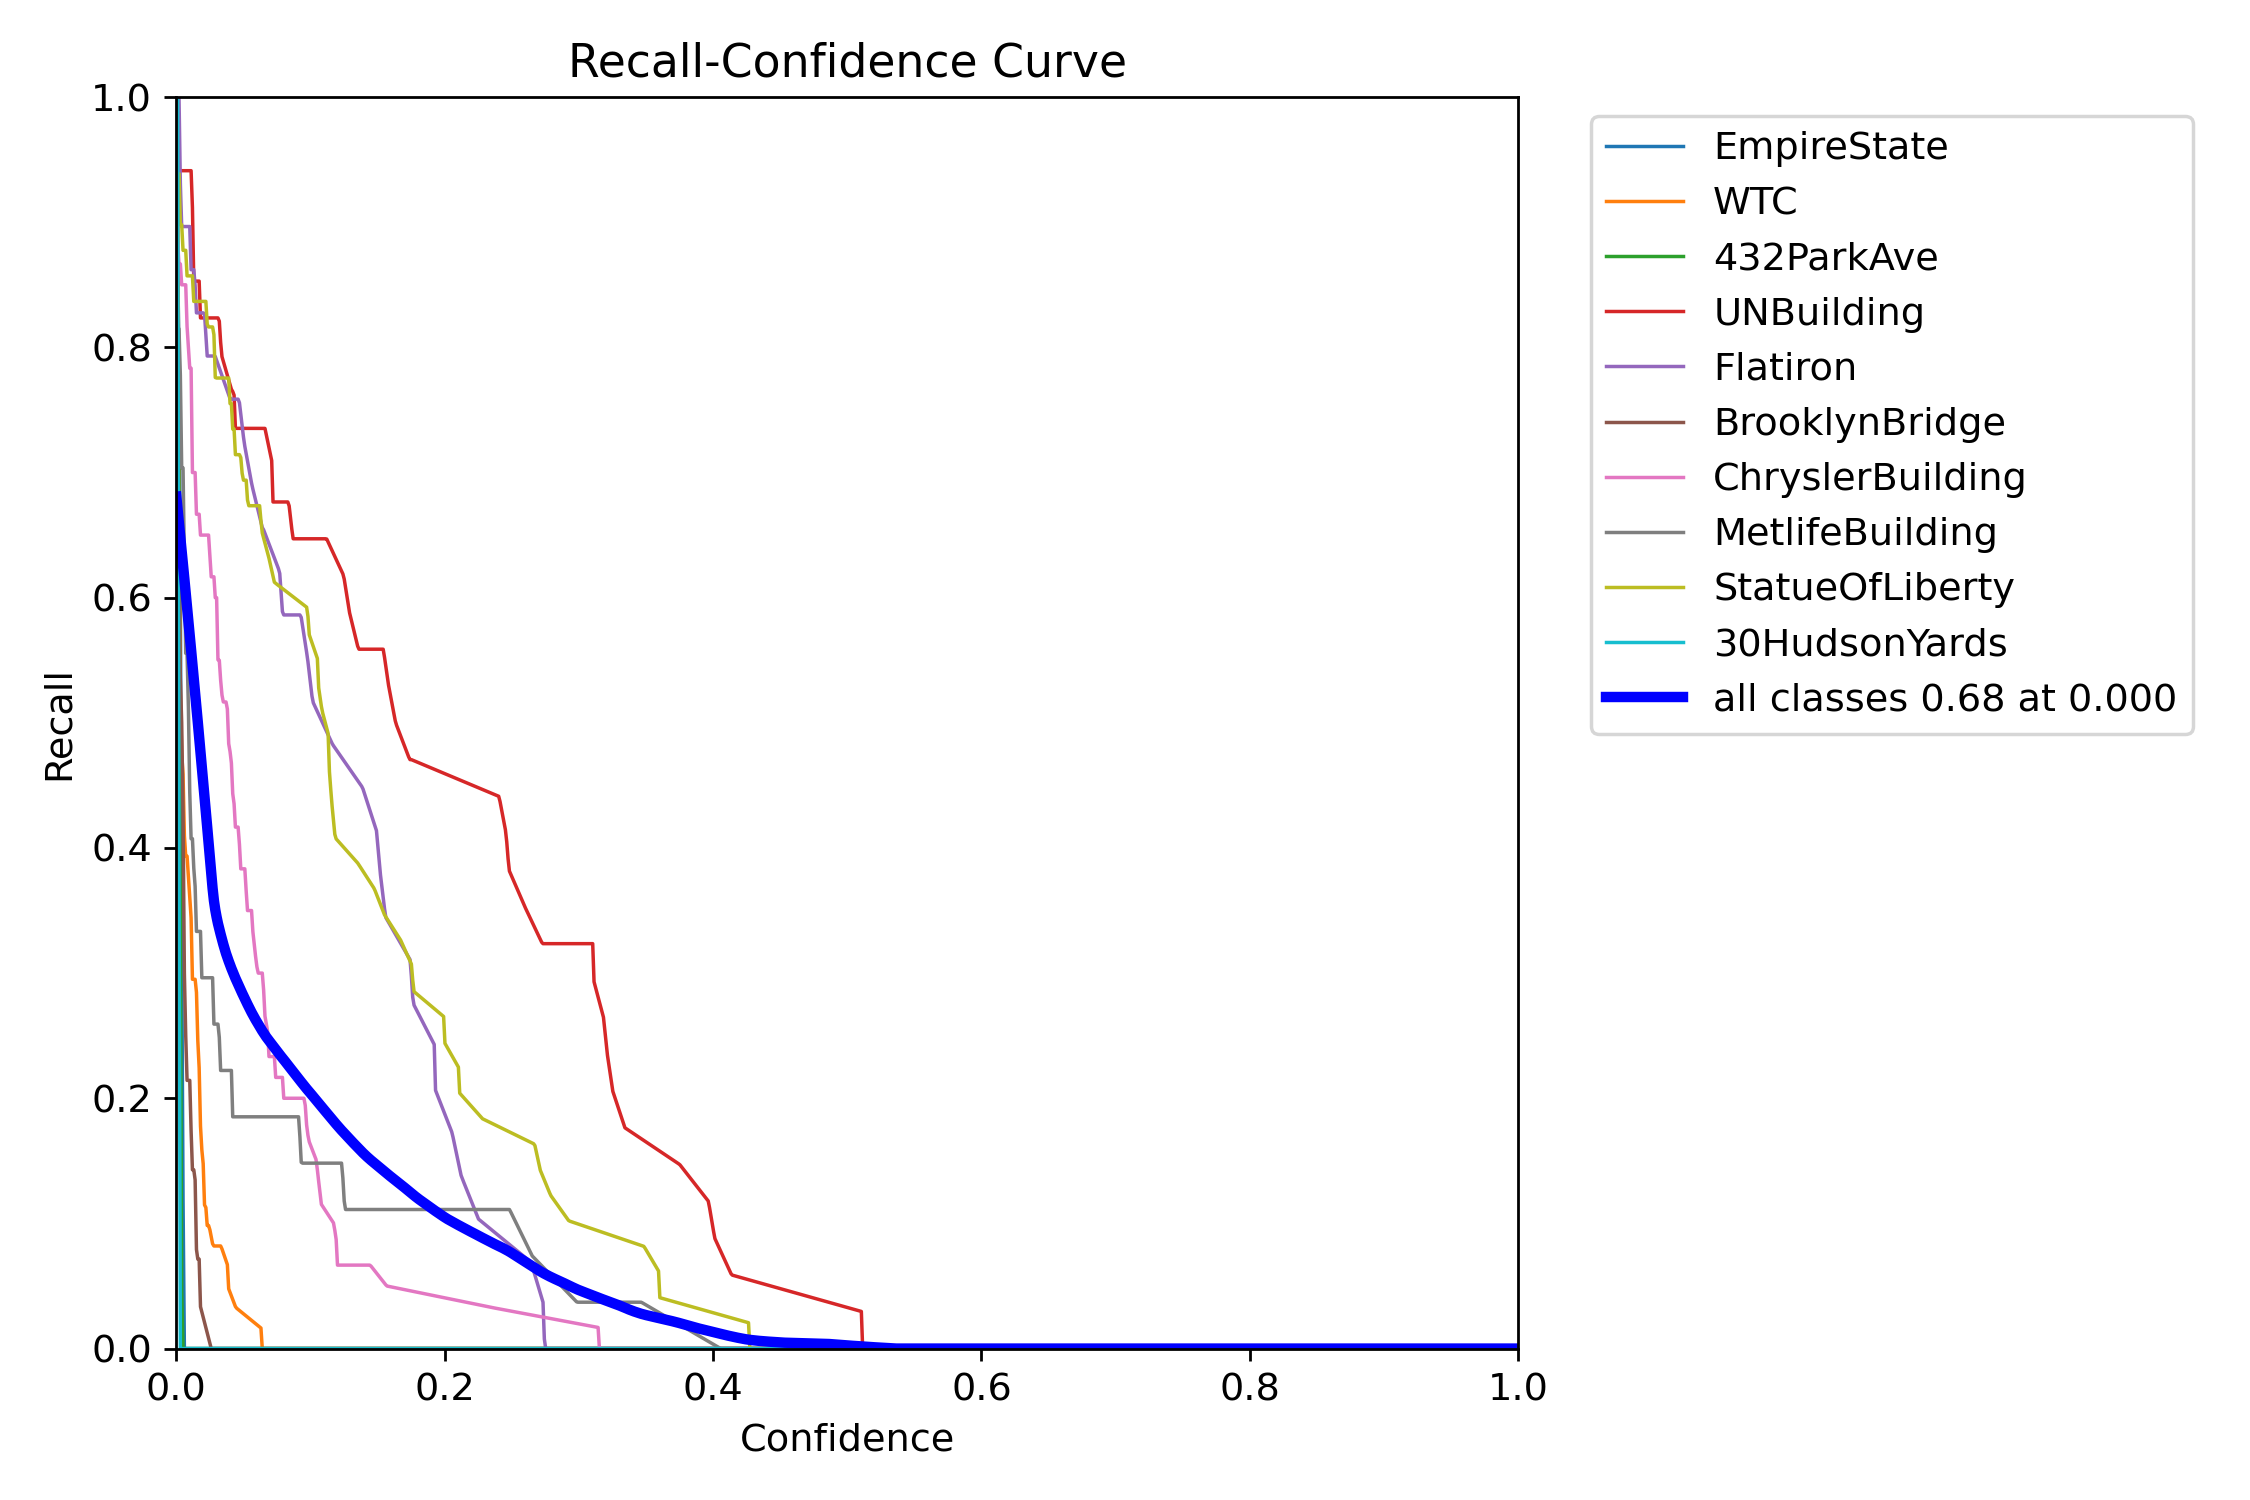 Recall-Confidence Curve
1.0
0.8
0.6
0.4
0.2
0.0
Recall
0.0 0.2 0.4 0.6 0.8 1.0
Confidence
EmpireState
WTC
432ParkAve
UNBuilding
Flatiron
BrooklynBridge
ChryslerBuilding
MetlifeBuilding
StatueOfLiberty
30HudsonYards
all classes 0.68 at 0.000